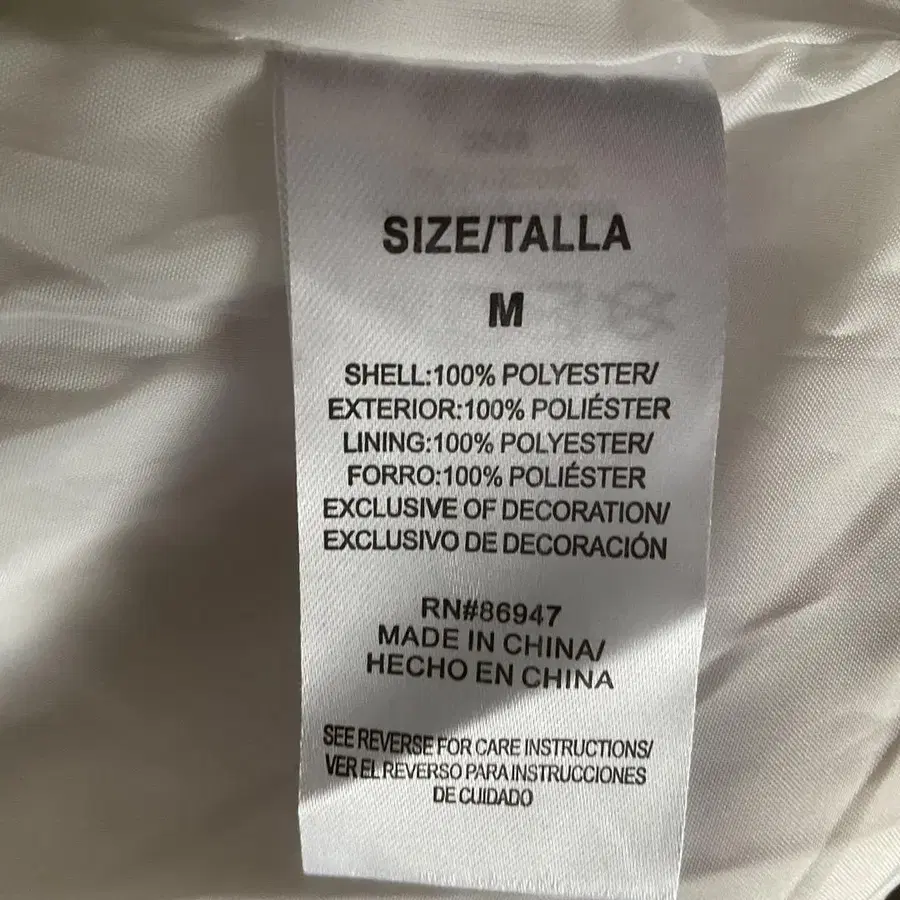 SIZE/TALLA
M
SHELL:100% POLYESTER/
EXTERIOR:100% POLIÉSTER
LINING:100% POLYESTER/
FORRO:100% POLIÉSTER
EXCLUSIVE OF DECORATION/
EXCLUSIVO DE DECORACIÓN
RN#86947
MADE IN CHINA/
HECHO EN CHINA
SEE REVERSE FOR CARE INSTRUCTIONS/
VER EL REVERSO PARA INSTRUCCIONES
DE CUIDADO